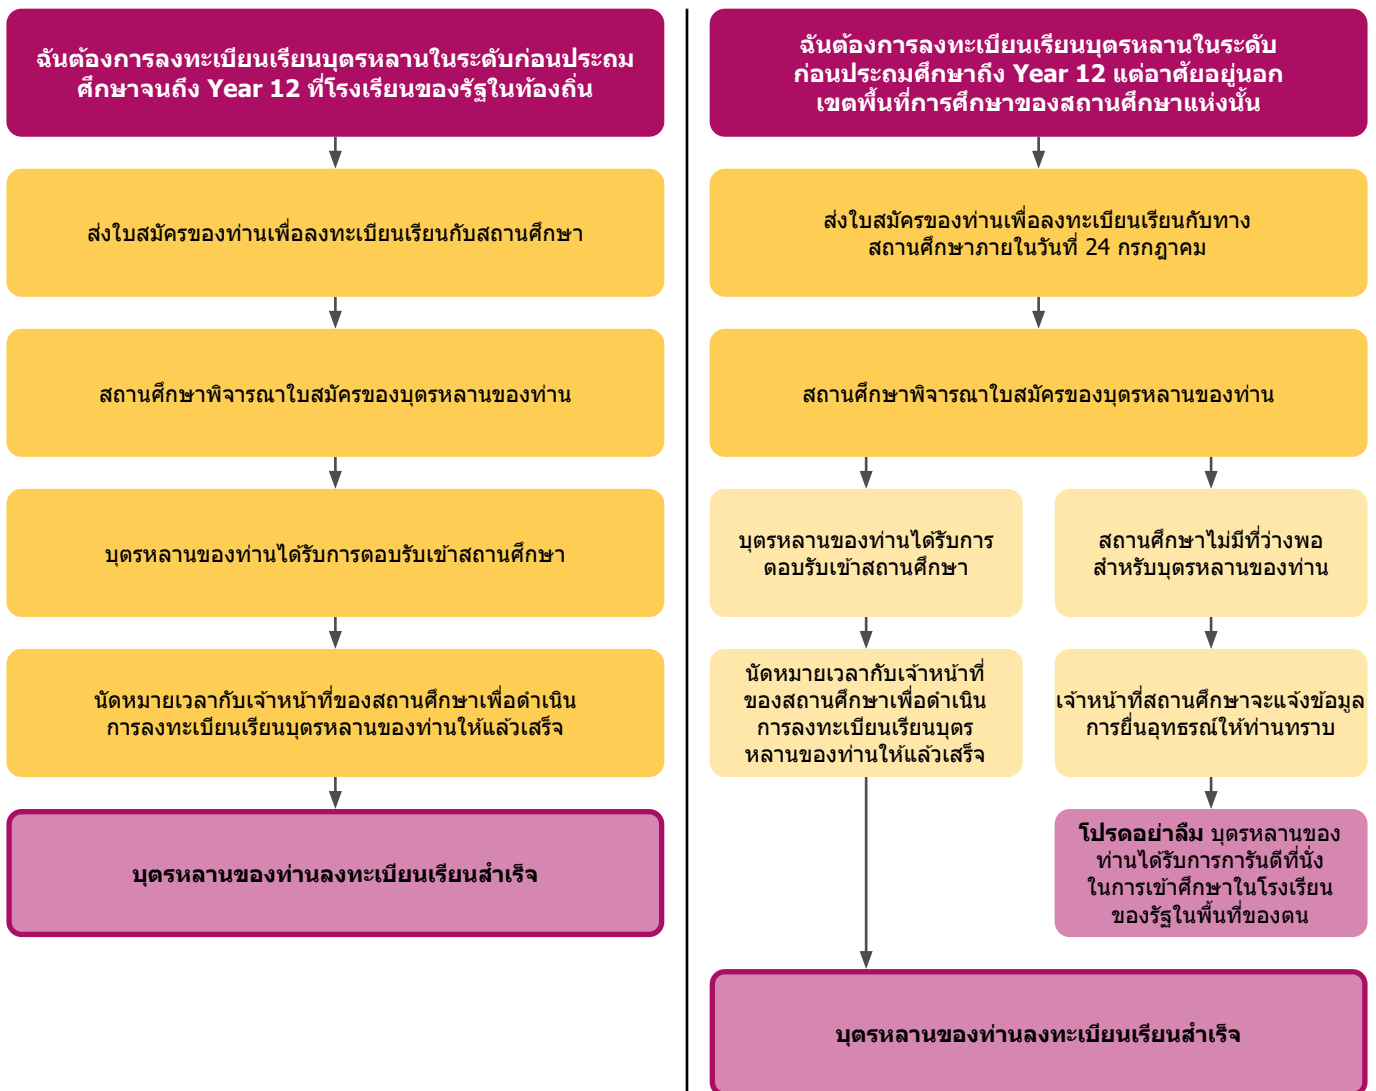 ฉันต้องการลงทะเบียนเรียนบุตรหลานในระดับก่อนประถม
ศึกษาจนถึง Year 12 ที่โรงเรียนของรัฐในท้องถิ่น
ส่งใบสมัครของท่านเพื่อลงทะเบียนเรียนกับสถานศึกษา
สถานศึกษาพิจารณาใบสมัครของบุตรหลานของท่าน
บุตรหลานของท่านได้รับการตอบรับเข้าสถานศึกษา
นัดหมายเวลากับเจ้าหน้าที่ของสถานศึกษาเพื่อดำเนิน
การลงทะเบียนเรียนบุตรหลานของท่านให้แล้วเสร็จ
บุตรหลานของท่านลงทะเบียนเรียนสำเร็จ
ฉันต้องการลงทะเบียนเรียนบุตรหลานในระดับ
ก่อนประถมศึกษาถึง Year 12 แต่อาศัยอยู่นอก
เขตพื้นที่การศึกษาของสถานศึกษาแห่งนั้น
ส่งใบสมัครของท่านเพื่อลงทะเบียนเรียนกับทาง
สถานศึกษาภายในวันที่ 24 กรกฎาคม
สถานศึกษาพิจารณาใบสมัครของบุตรหลานของท่าน
บุตรหลานของท่านได้รับการ
ตอบรับเข้าสถานศึกษา
นัดหมายเวลากับเจ้าหน้าที่
ของสถานศึกษาเพื่อดำเนิน
การลงทะเบียนเรียนบุตร
หลานของท่านให้แล้วเสร็จ
สถานศึกษาไม่มีที่ว่างพอ
สำหรับบุตรหลานของท่าน
เจ้าหน้าที่สถานศึกษาจะแจ้งข้อมูล
การยื่นอุทธรณ์ให้ท่านทราบ
โปรดอย่าลืม บุตรหลานของ
ท่านได้รับการการันตีที่นั่ง
ในการเข้าศึกษาในโรงเรียน
ของรัฐในพื้นที่ของตน
บุตรหลานของท่านลงทะเบียนเรียนสำเร็จ